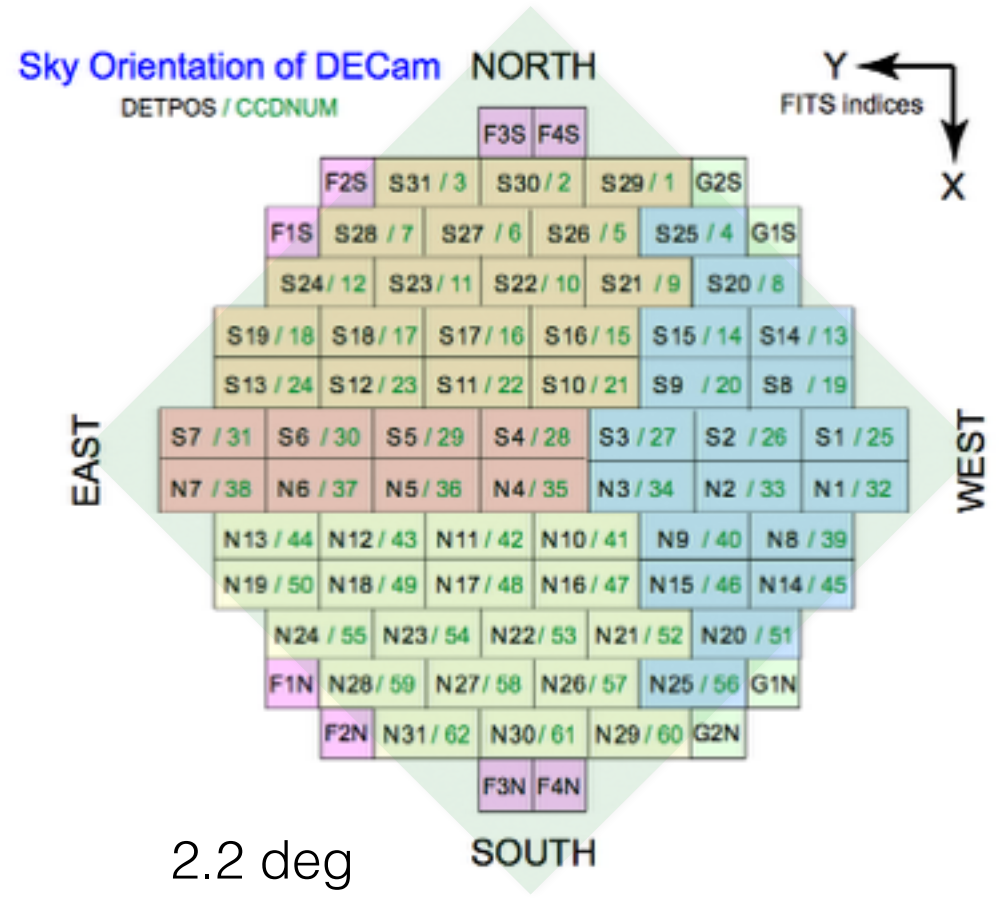 Sky Orientation of DECam NORTH Y
DETPOS / CCDNUM FITS indices
X
F3S F4S
F2S S31 / 3 S30 / 2 S29 / 1 G2S
F1S S28 / 7 S27 / 6 S26 / 5 S25 / 4 G1S
S24 / 12 S23 / 11 S22 / 10 S21 / 9 S20 / 8
S19 / 18 S18 / 17 S17 / 16 S16 / 15 S15 / 14 S14 / 13
S13 / 24 S12 / 23 S11 / 22 S10 / 21 S9 / 20 S8 / 19
EAST
S7 / 31 S6 / 30 S5 / 29 S4 / 28 S3 / 27 S2 / 26 S1 / 25
N7 / 38 N6 / 37 N5 / 36 N4 / 35 N3 / 34 N2 / 33 N1 / 32
WEST
N13 / 44 N12 / 43 N11 / 42 N10 / 41 N9 / 40 N8 / 39
N19 / 50 N18 / 49 N17 / 48 N16 / 47 N15 / 46 N14 / 45
N24 / 55 N23 / 54 N22 / 53 N21 / 52 N20 / 51
F1N N28 / 59 N27 / 58 N26 / 57 N25 / 56 G1N
F2N N31 / 62 N30 / 61 N29 / 60 G2N
F3N F4N
2.2 deg SOUTH